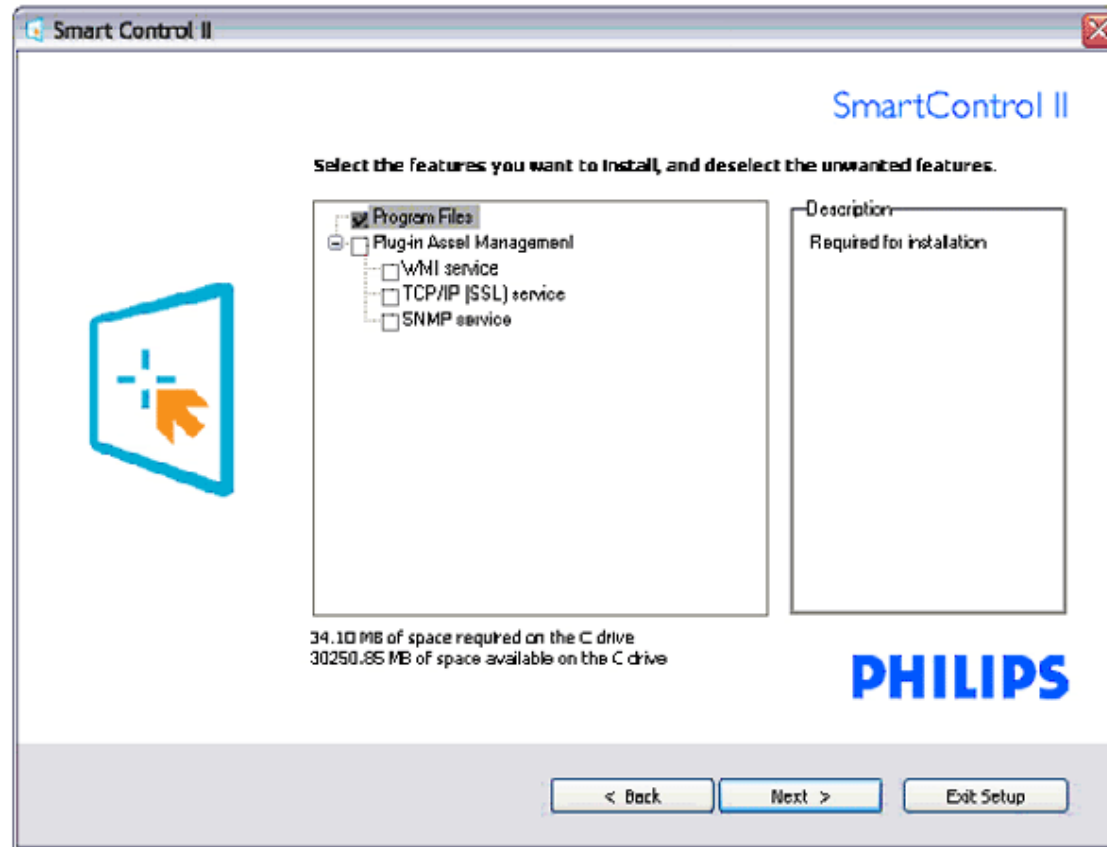 Smart Control II
SmartControl II
Select the features you want to install, and deselect the unwanted features.
Program Files
Plug-in Asset Management
WMI service
TCP/IP (SSL) service
SNMP service
Description
Required for installation
34.10 MB of space required on the C drive
30250.85 MB of space available on the C drive
PHILIPS
< Back
Next >
Exit Setup